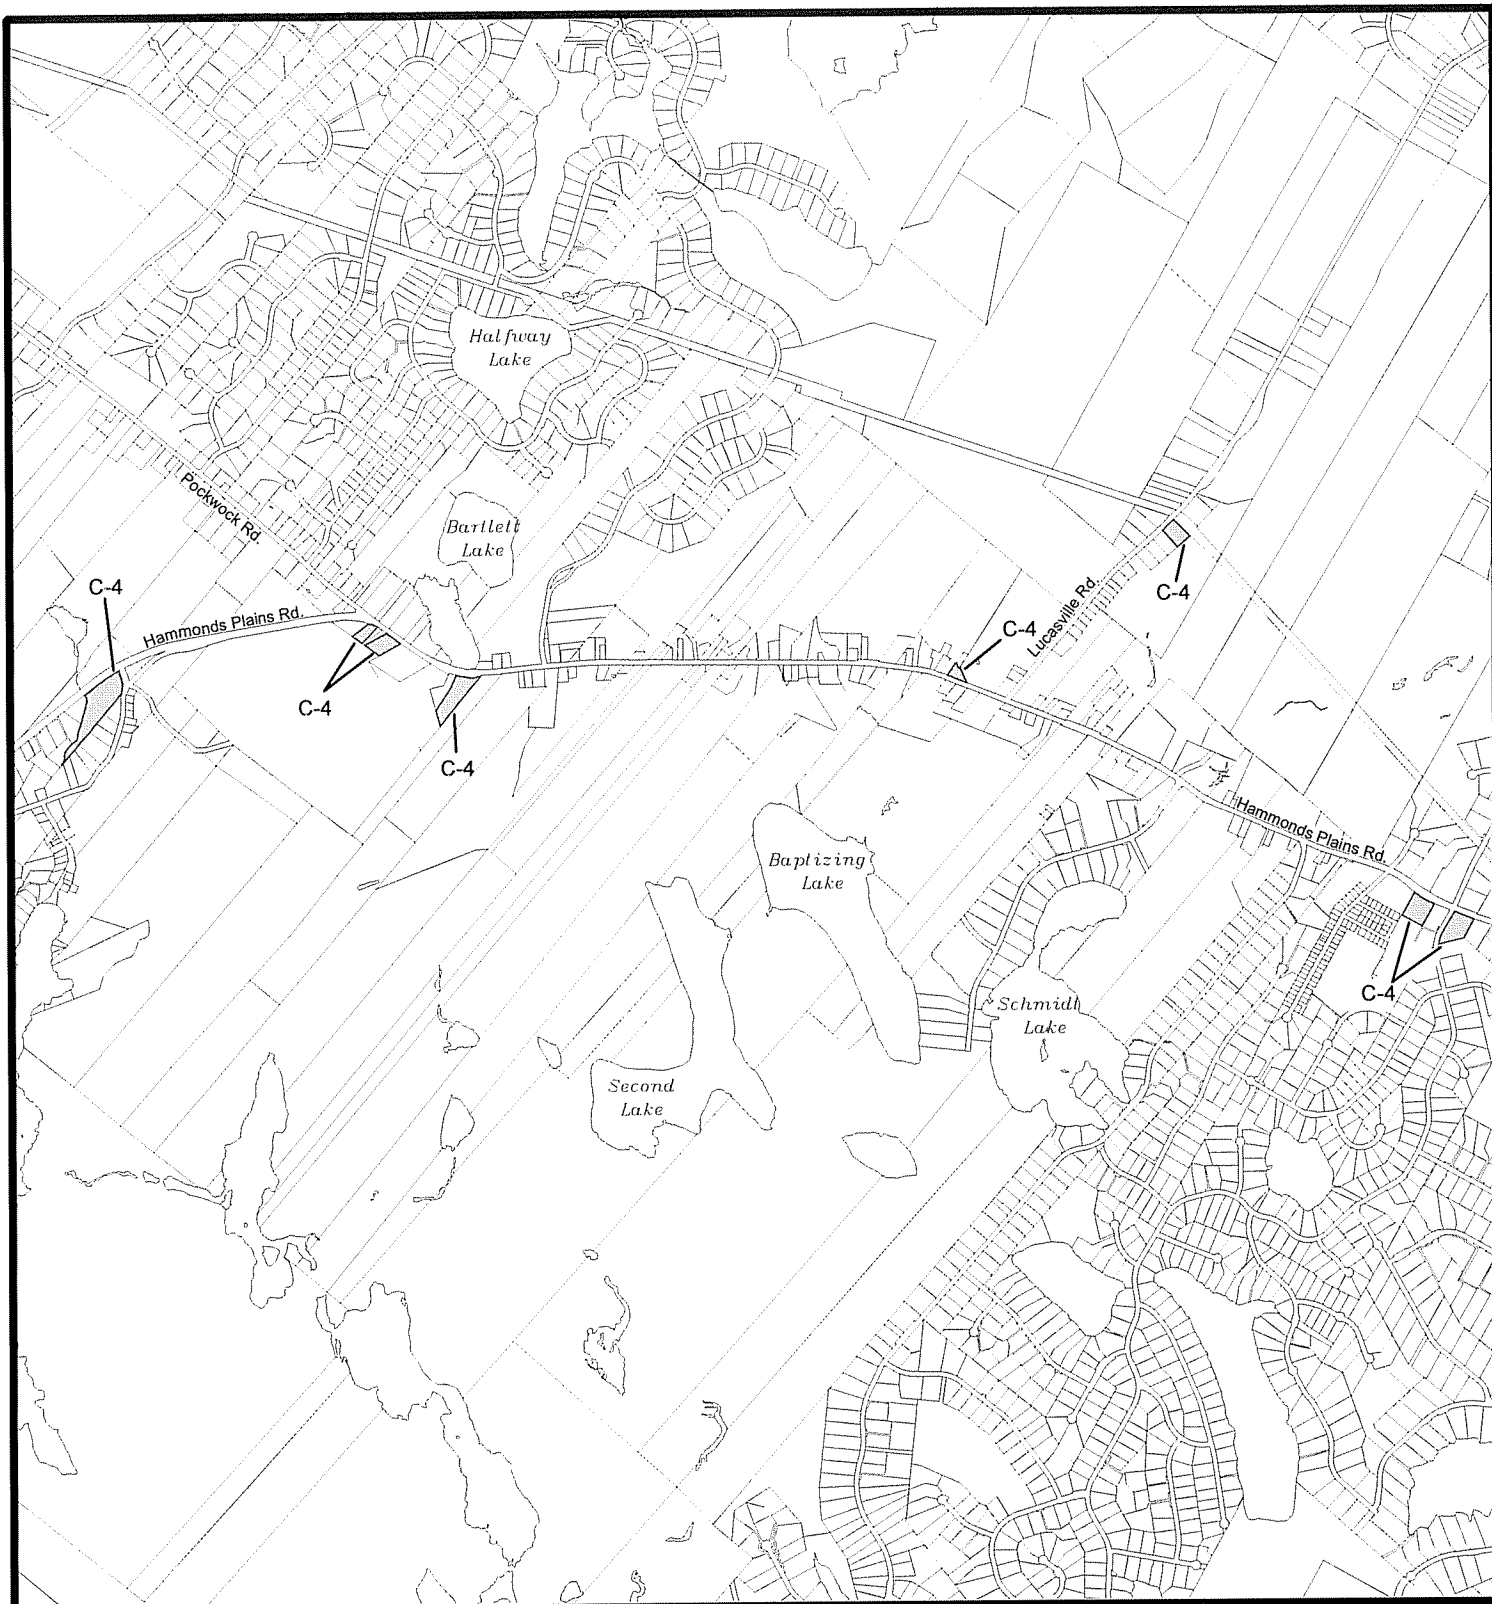 Halfway
Lake
Pockwock Rd.
Bartlett
Lake
C-4
Hammonds Plains Rd.
C-4
C-4
C-4
Lucasville Rd.
C-4
Baptizing
Lake
Hammonds Plains Rd.
C-4
Schmidt
Lake
Second
Lake